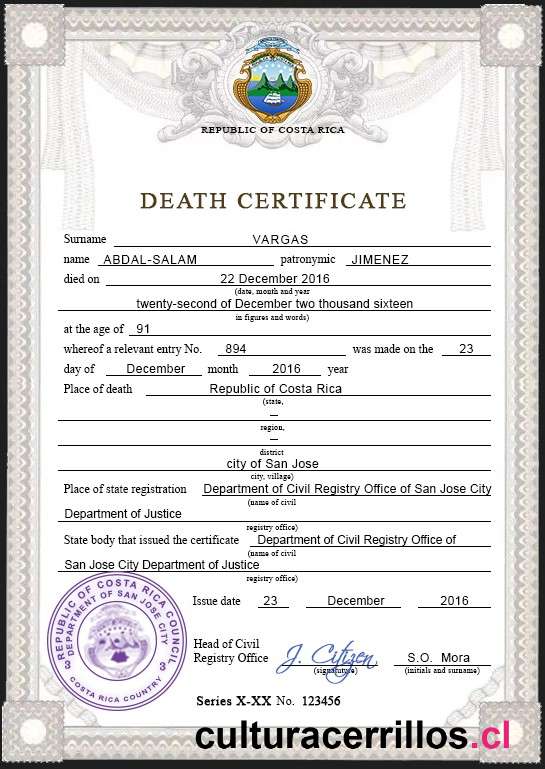 REPUBLIC OF COSTA RICA
DEATH CERTIFICATE
Surname VARGAS
name ABDAL-SALAM patronymic JIMENEZ
died on 22 December 2016
(date, month and year
twenty-second of December two thousand sixteen
in figures and words)
at the age of 91
whereof a relevant entry No. 894 was made on the 23
day of December month 2016 year
Place of death Republic of Costa Rica
(state,
—
region,
—
district
city of San Jose
city, village)
Place of state registration Department of Civil Registry Office of San Jose City
(name of civil
Department of Justice
registry office)
State body that issued the certificate Department of Civil Registry Office of
(name of civil
San Jose City Department of Justice
registry office)
REPUBLIC OF COSTA RICA COUNCIL
DEPARTMENT OF SAN JOSE CITY
3 3
COSTA RICA COUNTRY
Issue date 23 December 2016
Head of Civil
Registry Office J. Citizen S.O. Mora
(signature) (initials and surname)
Series X-XX No. 123456
culturacerrillos.cl